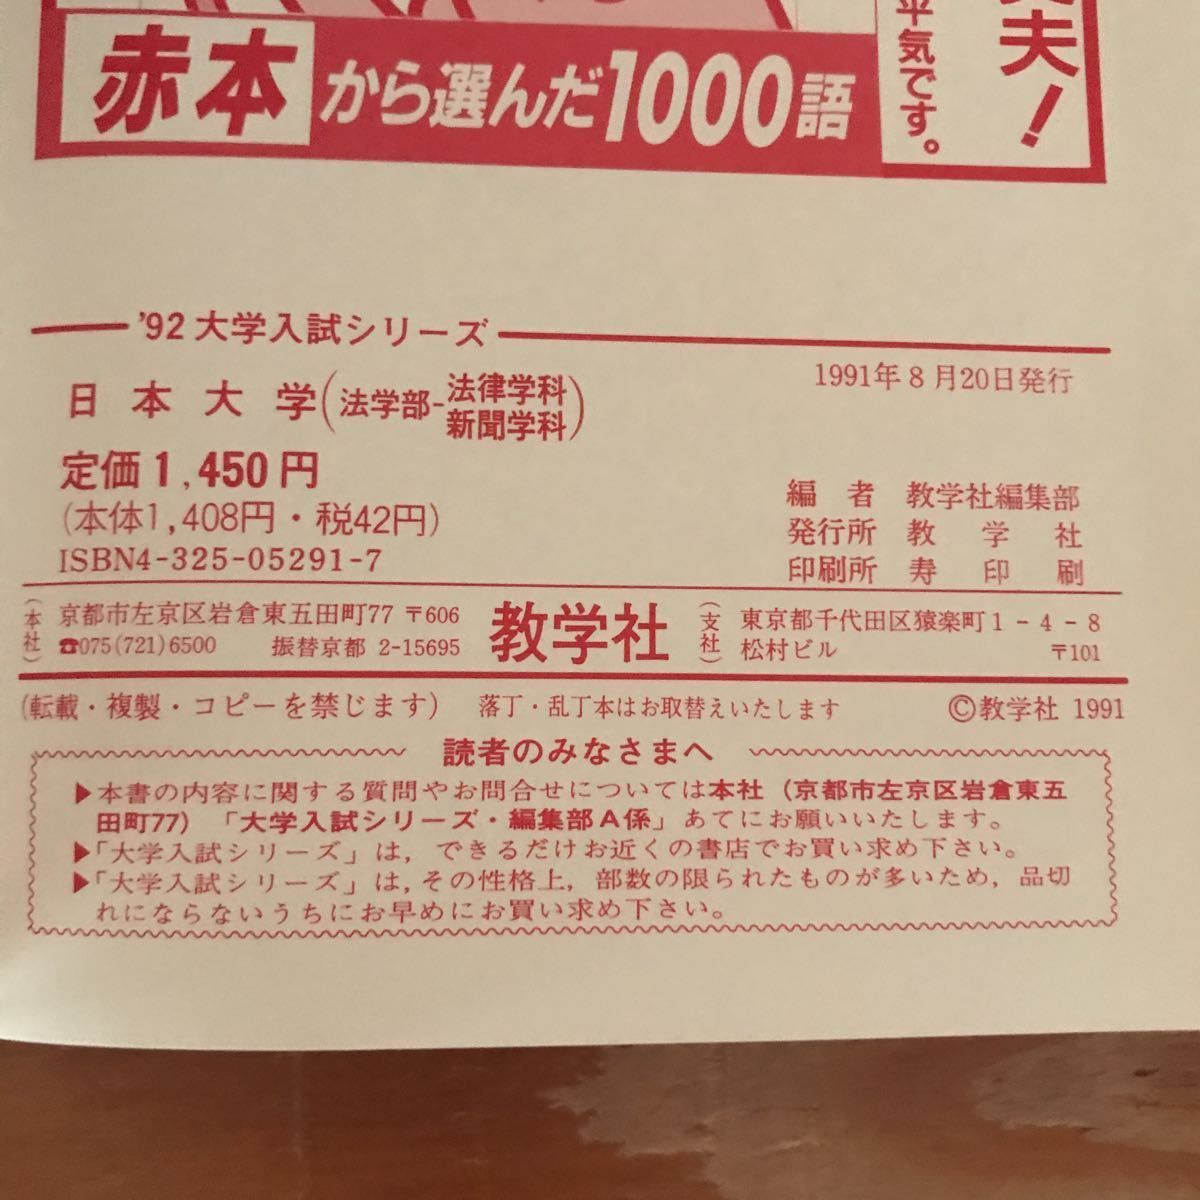 夫!
平気です。
赤本から選んだ1000語
'92大学入試シリーズ
日本大学(法学部-法律学科
新聞学科)
1991年8月20日発行
定価1,450円
(本体1,408円・税42円)
ISBN4-325-05291-7
編者 教学社編集部
発行所 教学社
印刷所 寿印刷
(本社) 京都市左京区岩倉東五田町77 〒606
☎075(721)6500 振替京都 2-15695
教学社
(支社) 東京都千代田区猿楽町1-4-8
松村ビル 〒101
(転載・複製・コピーを禁じます) 落丁・乱丁本はお取替えいたします ©教学社 1991
読者のみなさまへ
▶本書の内容に関する質問やお問合せについては本社(京都市左京区岩倉東五
田町77)「大学入試シリーズ・編集部A係」あてにお願いいたします。
▶「大学入試シリーズ」は,できるだけお近くの書店でお買い求め下さい。
▶「大学入試シリーズ」は,その性格上,部数の限られたものが多いため,品切
れにならないうちにお早めにお買い求め下さい。